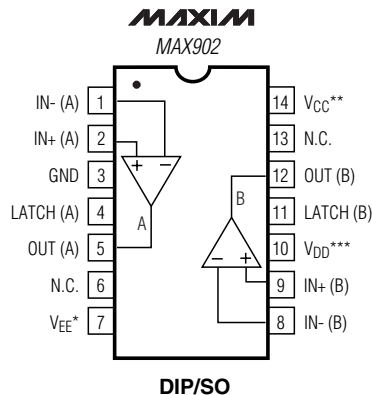 MAXIM
MAX902
IN- (A) 1
IN+ (A) 2
GND 3
LATCH (A) 4
OUT (A) 5
N.C. 6
VEE* 7
14 VCC**
13 N.C.
12 OUT (B)
11 LATCH (B)
10 VDD***
9 IN+ (B)
8 IN- (B)
+ −
A
B
− +
DIP/SO